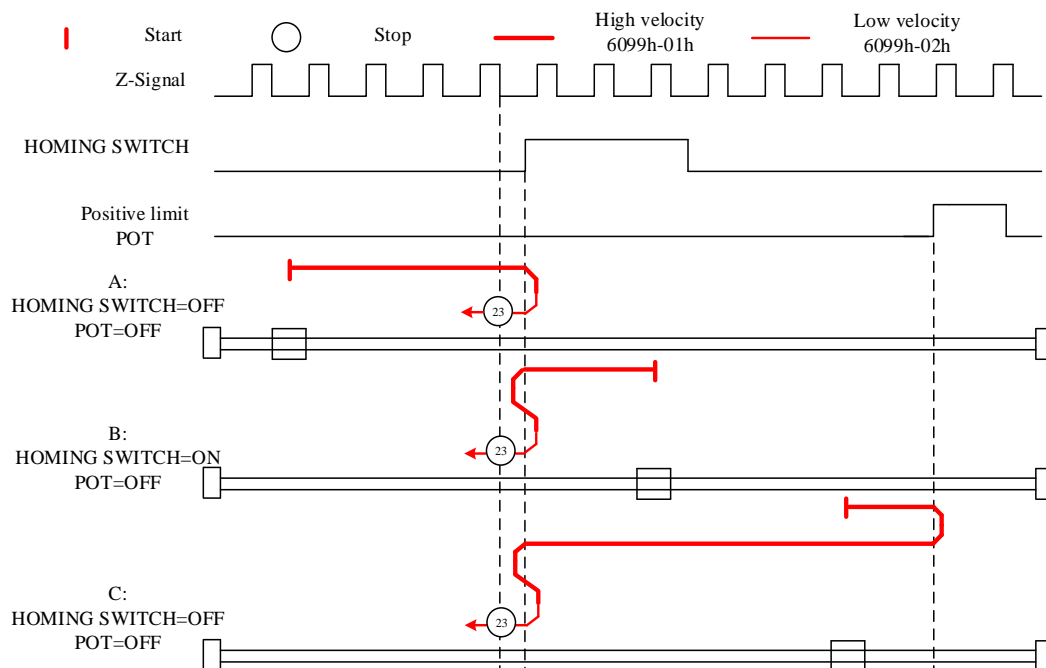 Start
Stop
High velocity
6099h-01h
Low velocity
6099h-02h
Z-Signal
HOMING SWITCH
Positive limit
POT
A:
HOMING SWITCH=OFF
POT=OFF
23
B:
HOMING SWITCH=ON
POT=OFF
23
C:
HOMING SWITCH=OFF
POT=OFF
23